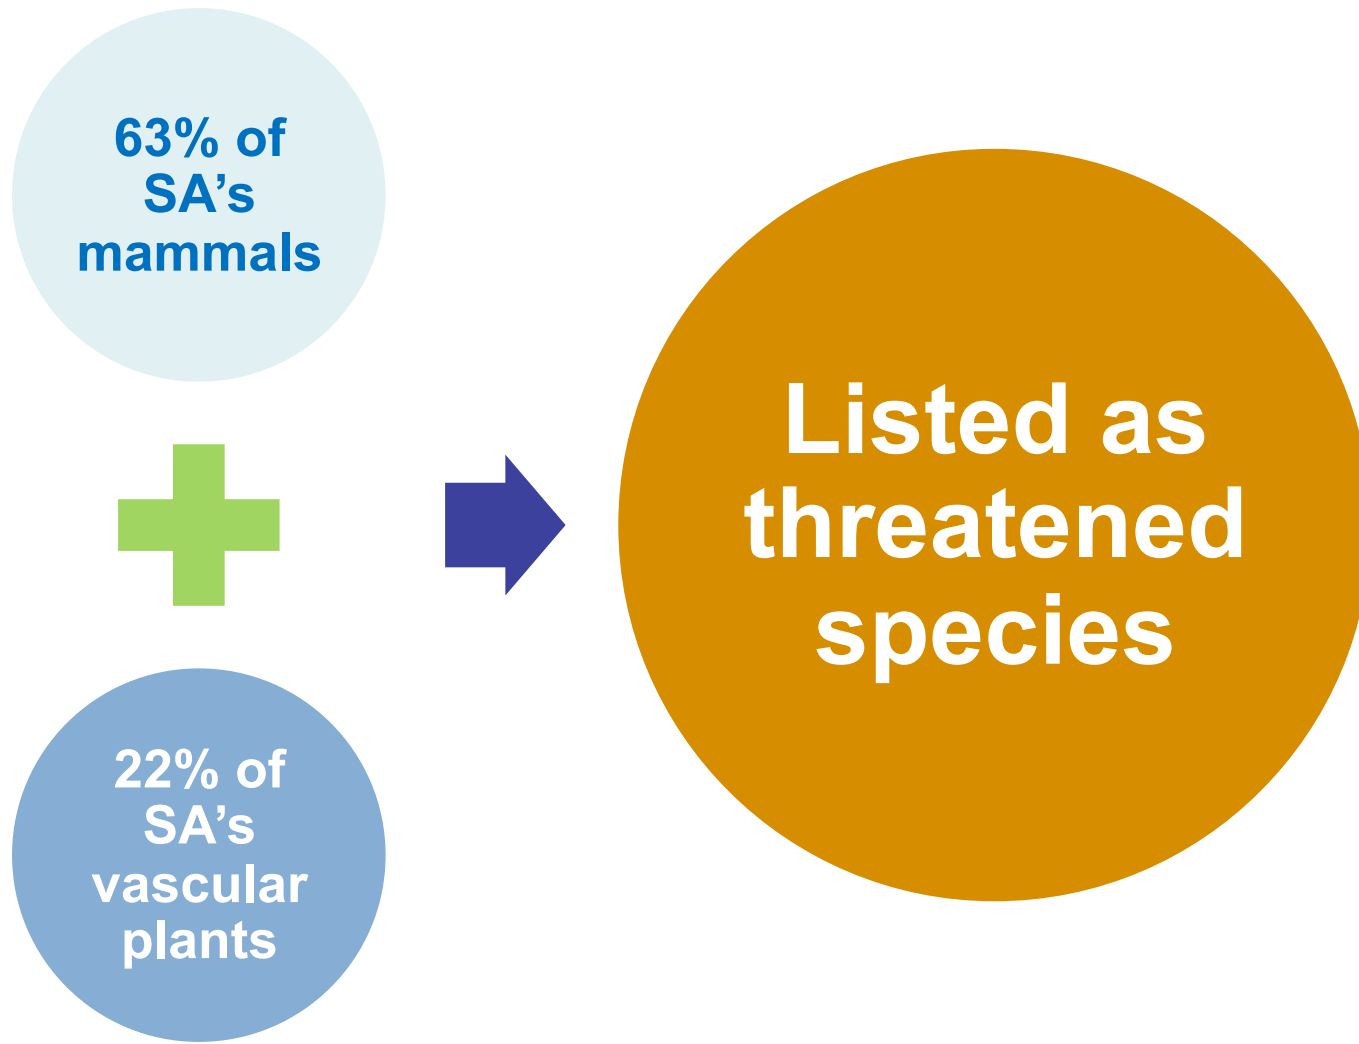 63% of
SA’s
mammals
22% of
SA’s
vascular
plants
Listed as
threatened
species